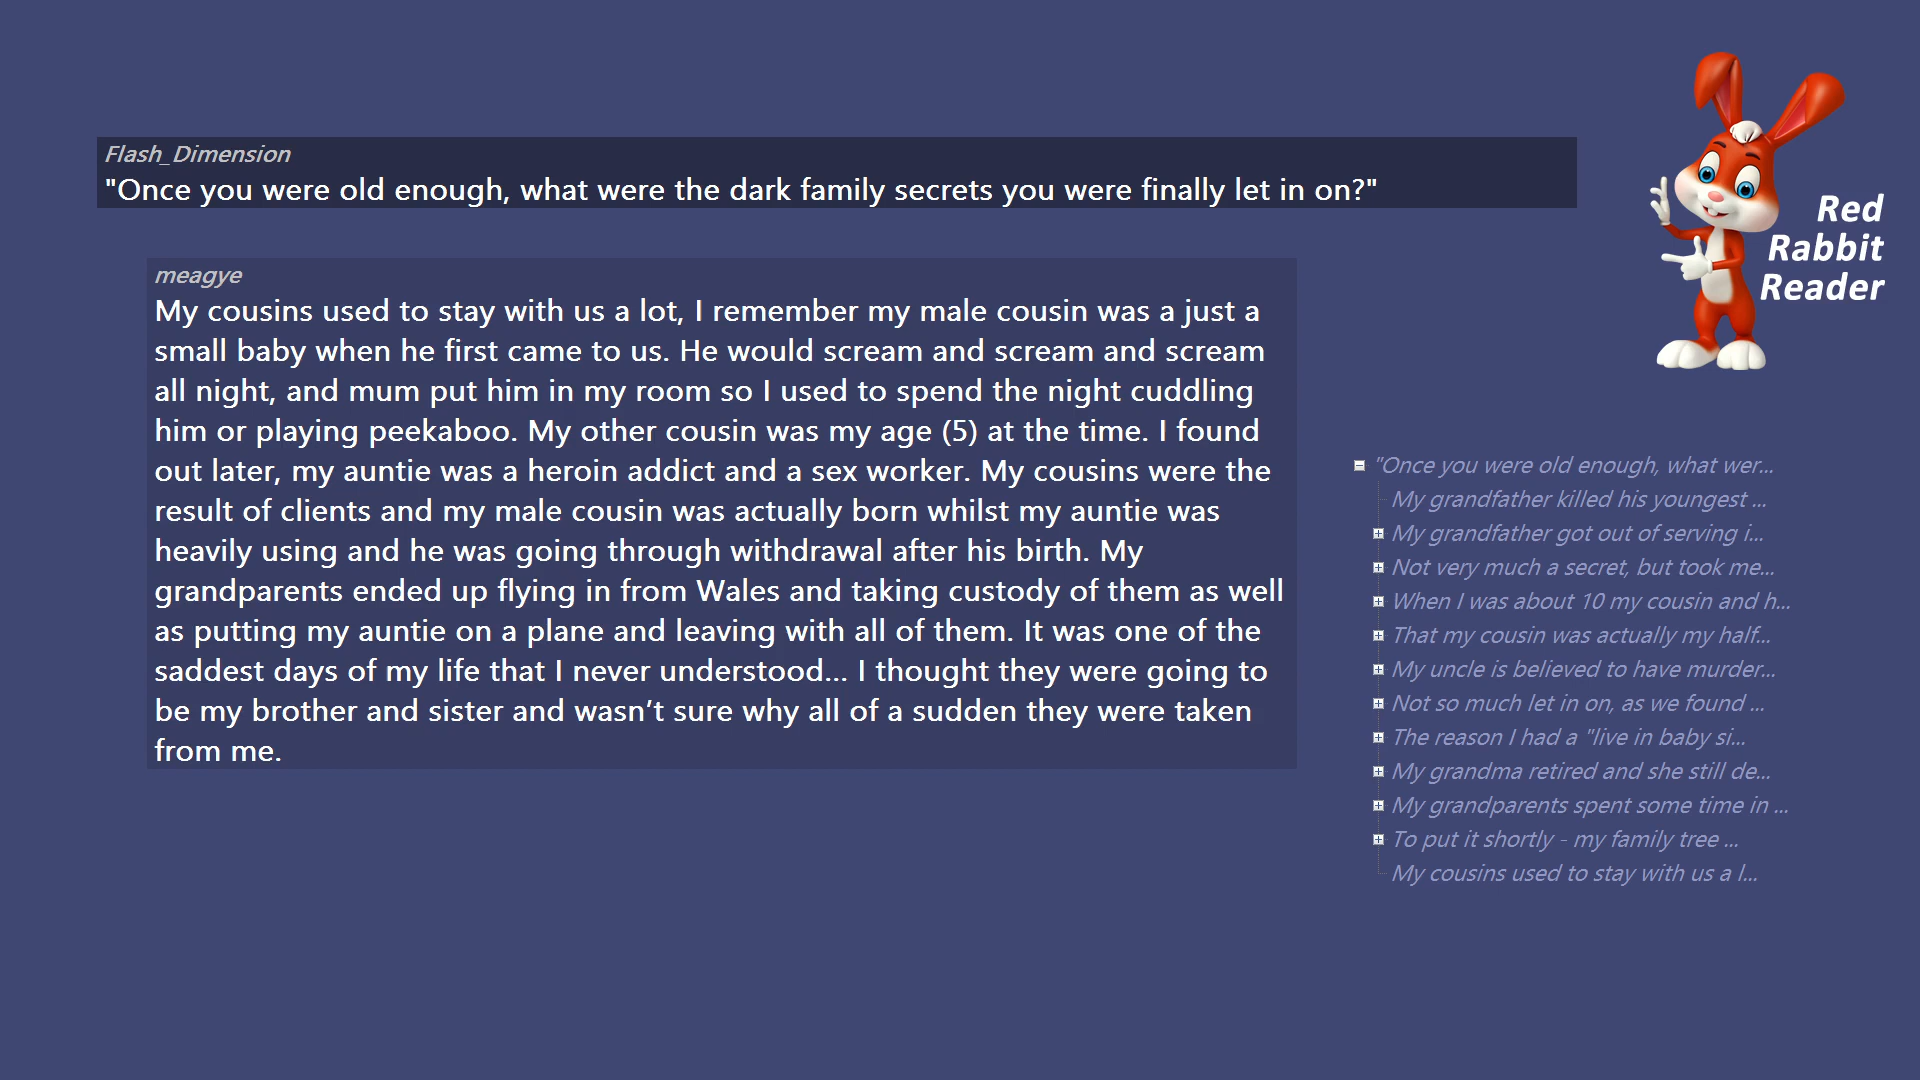 Flash_Dimension
"Once you were old enough, what were the dark family secrets you were finally let in on?"
meagye
My cousins used to stay with us a lot, I remember my male cousin was a just a
small baby when he first came to us. He would scream and scream and scream
all night, and mum put him in my room so I used to spend the night cuddling
him or playing peekaboo. My other cousin was my age (5) at the time. I found
out later, my auntie was a heroin addict and a sex worker. My cousins were the
result of clients and my male cousin was actually born whilst my auntie was
heavily using and he was going through withdrawal after his birth. My
grandparents ended up flying in from Wales and taking custody of them as well
as putting my auntie on a plane and leaving with all of them. It was one of the
saddest days of my life that I never understood... I thought they were going to
be my brother and sister and wasn’t sure why all of a sudden they were taken
from me.
Red
Rabbit
Reader
"Once you were old enough, what wer...
My grandfather killed his youngest ...
My grandfather got out of serving i...
Not very much a secret, but took me...
When I was about 10 my cousin and h...
That my cousin was actually my half...
My uncle is believed to have murder...
Not so much let in on, as we found ...
The reason I had a "live in baby si...
My grandma retired and she still de...
My grandparents spent some time in ...
To put it shortly - my family tree ...
My cousins used to stay with us a l...